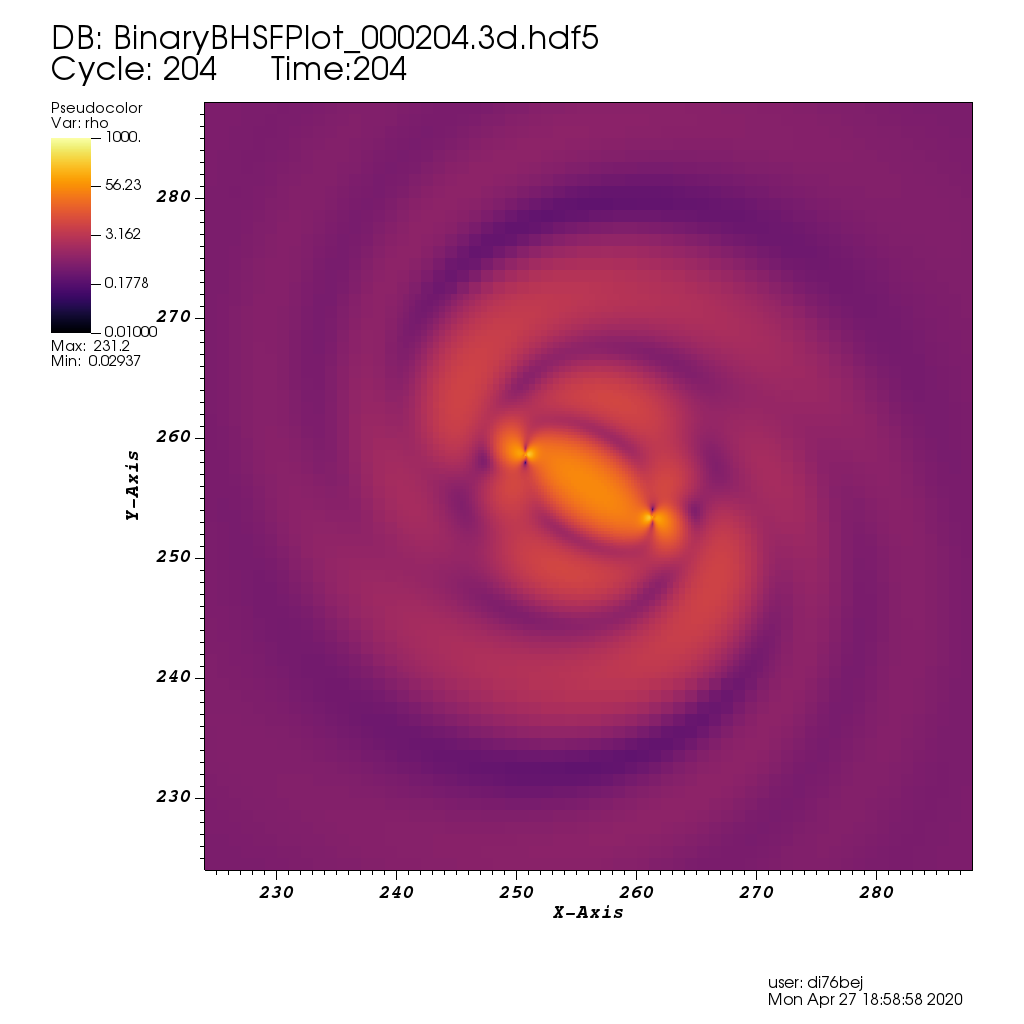 DB: BinaryBHSFPlot_000204.3d.hdf5
Cycle: 204 Time:204
Pseudocolor
Var: rho
1000.
56.23
3.162
0.1778
0.01000
Max: 231.2
Min: 0.02937
280
270
260
250
240
230
Y-Axis
230 240 250 260 270 280
X-Axis
user: di76bej
Mon Apr 27 18:58:58 2020